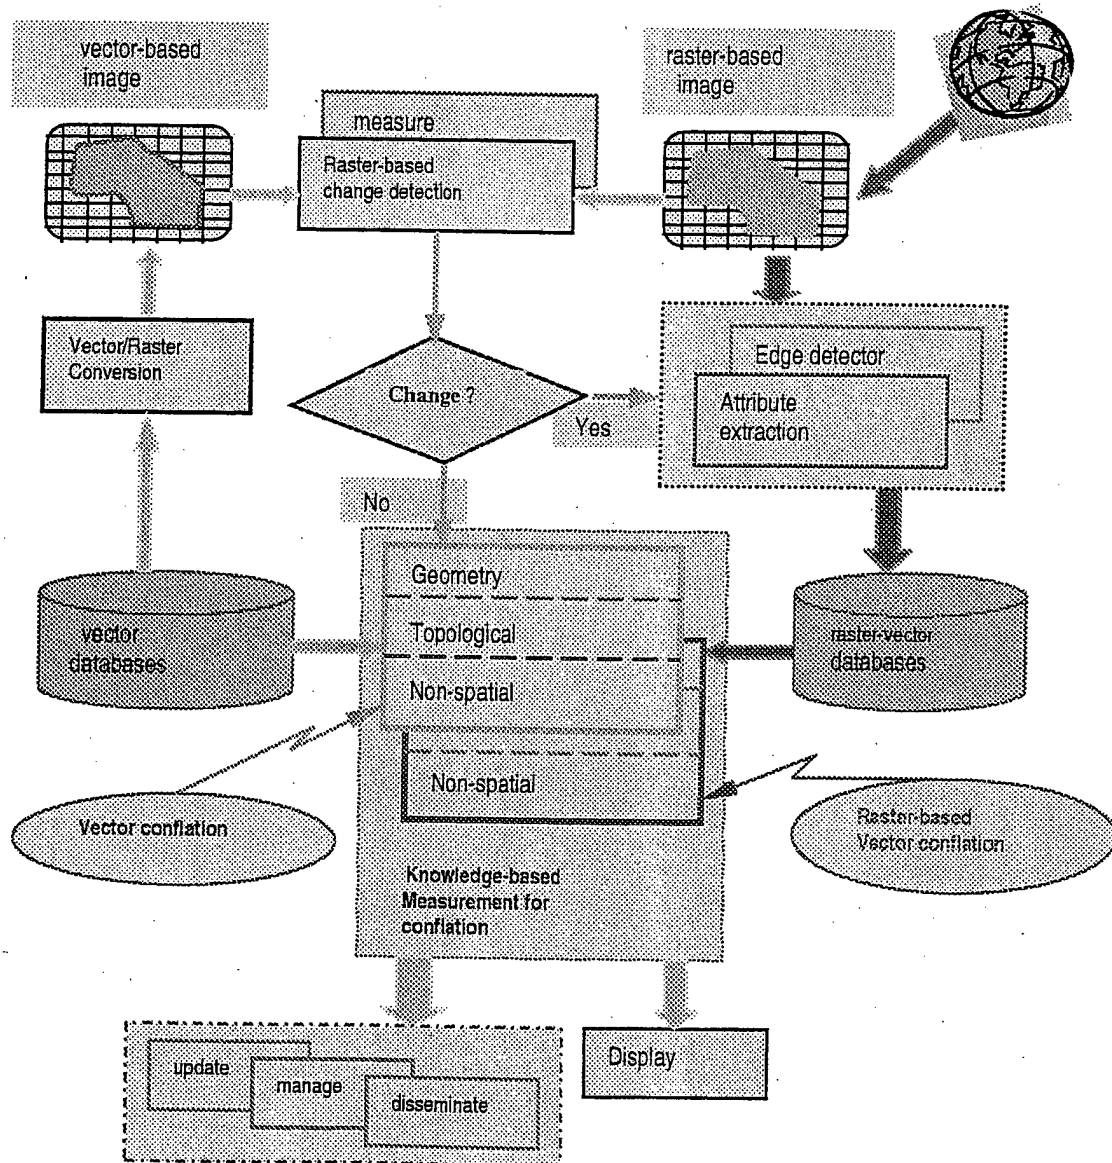 vector-based
image
raster-based
image
measure
Raster-based
change detection
Vector/Raster
Conversion
Change ?
Yes
No
Edge detector
Attribute
extraction
vector
databases
Geometry
Topological
Non-spatial
Non-spatial
raster-vector
databases
Vector conflation
Raster-based
Vector conflation
Knowledge-based
Measurement for
conflation
update
manage
disseminate
Display